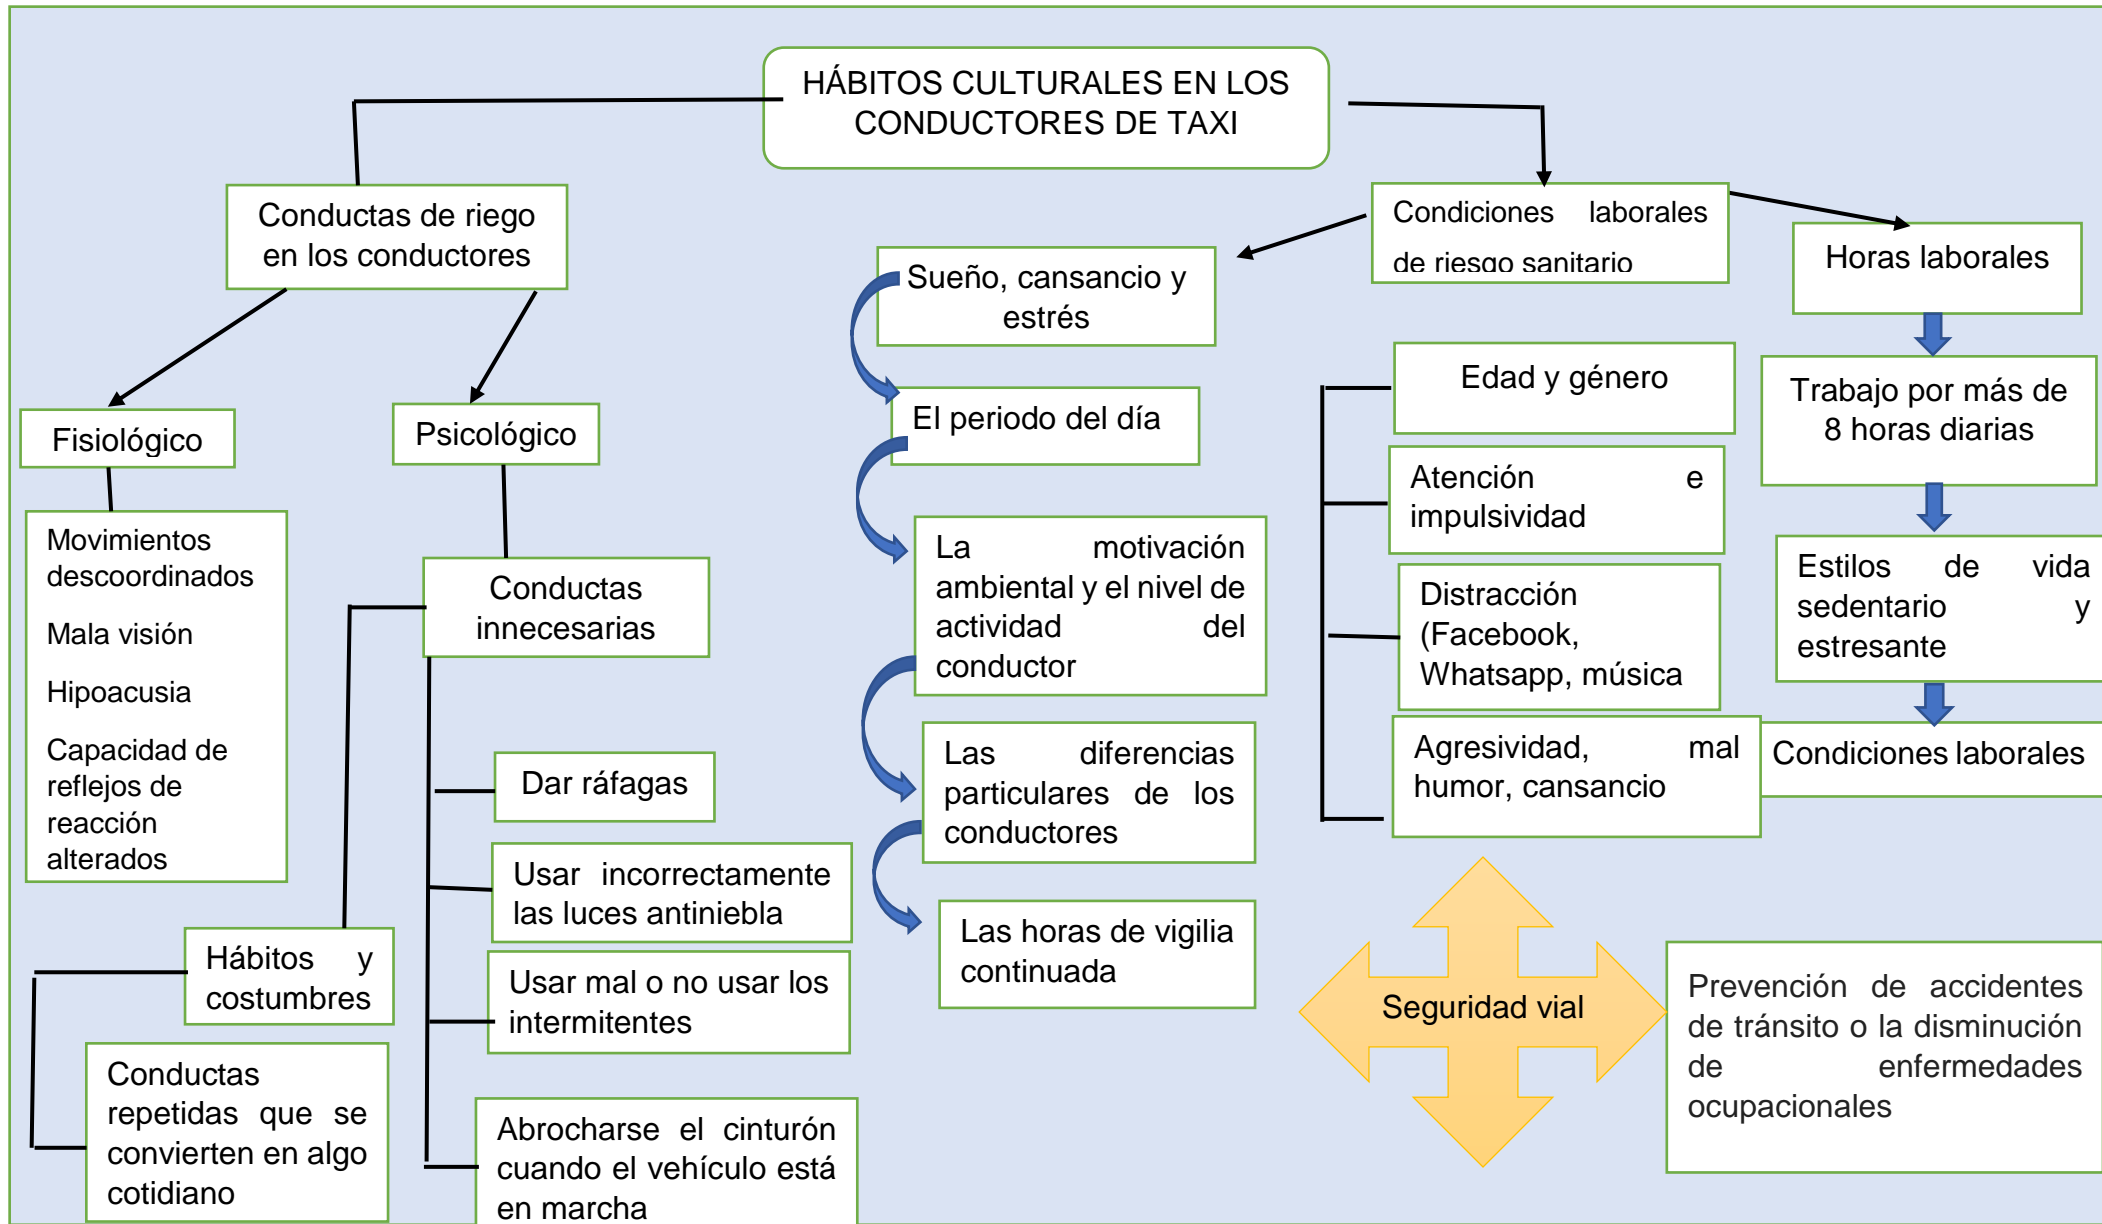 HÁBITOS CULTURALES EN LOS
CONDUCTORES DE TAXI
Conductas de riego
en los conductores
Fisiológico
Movimientos
descoordinados
Mala visión
Hipoacusia
Capacidad de
reflejos de
reacción
alterados
Psicológico
Conductas
innecesarias
Hábitos y
costumbres
Conductas
repetidas que se
convierten en algo
cotidiano
Dar ráfagas
Usar incorrectamente
las luces antiniebla
Usar mal o no usar los
intermitentes
Abrocharse el cinturón
cuando el vehículo está
en marcha
Condiciones laborales
de riesgo sanitario
Sueño, cansancio y
estrés
El periodo del día
La motivación
ambiental y el nivel de
actividad del
conductor
Las diferencias
particulares de los
conductores
Las horas de vigilia
continuada
Edad y género
Atención e
impulsividad
Distracción
(Facebook,
Whatsapp, música
Agresividad, mal
humor, cansancio
Horas laborales
Trabajo por más de
8 horas diarias
Estilos de vida
sedentario y
estresante
Condiciones laborales
Seguridad vial
Prevención de accidentes
de tránsito o la disminución
de enfermedades
ocupacionales